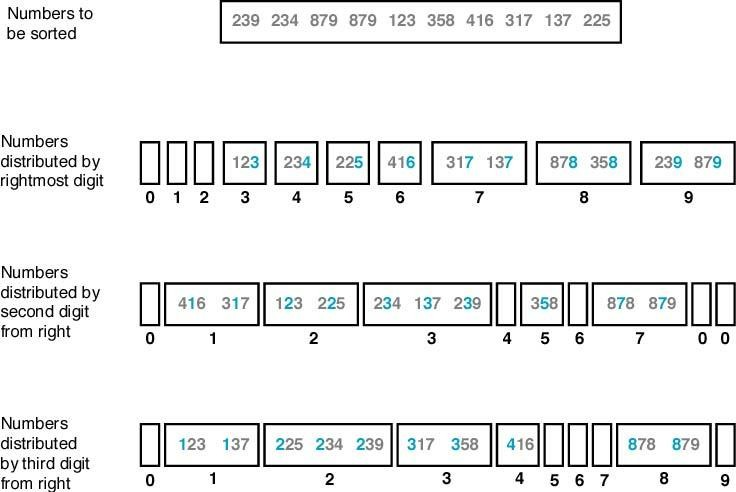 Numbers to
be sorted
239 234 879 879 123 358 416 317 137 225
Numbers
distributed by
rightmost digit
123 234 225 416 317 137 878 358 239 879
0 1 2 3 4 5 6 7 8 9
Numbers
distributed by
second digit
from right
416 317 123 225 234 137 239 358 878 879
0 1 2 3 4 5 6 7 0 0
Numbers
distributed
by third digit
from right
123 137 225 234 239 317 358 416 878 879
0 1 2 3 4 5 6 7 8 9